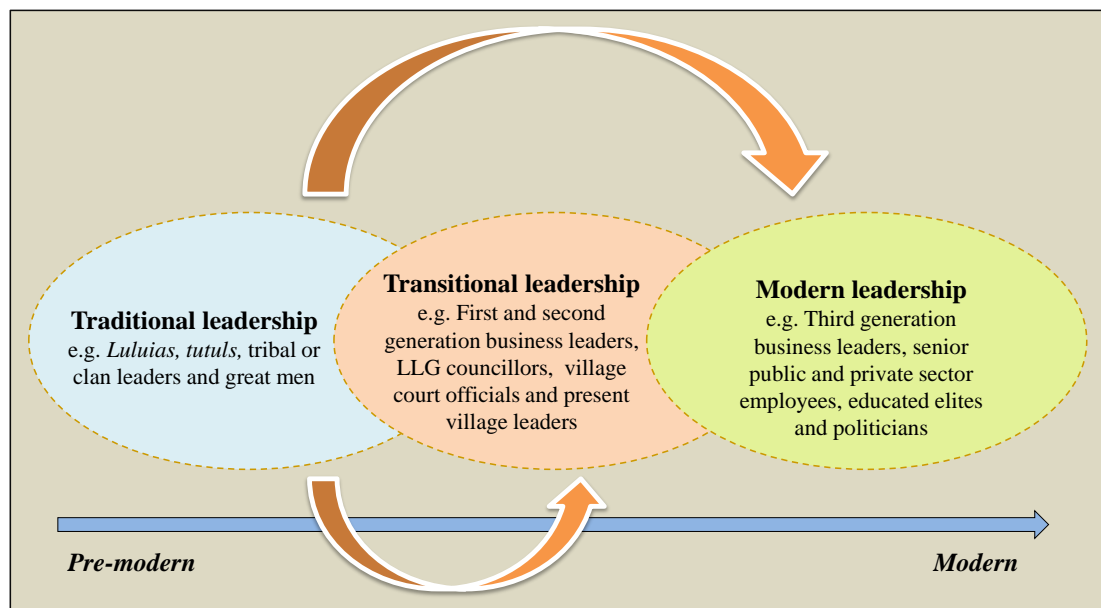 Traditional leadership
e.g. Luluias, tutuls, tribal or
clan leaders and great men
Transitional leadership
e.g. First and second
generation business leaders,
LLG councillors, village
court officials and present
village leaders
Modern leadership
e.g. Third generation
business leaders, senior
public and private sector
employees, educated elites
and politicians
Pre-modern
Modern